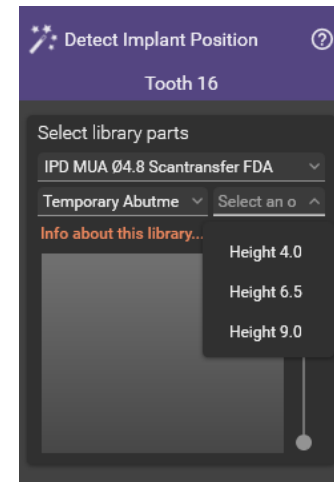 Detect Implant Position
Tooth 16
Select library parts
IPD MUA Ø4.8 Scantransfer FDA
Temporary Abutme Select an o
Info about this library...
Height 4.0
Height 6.5
Height 9.0